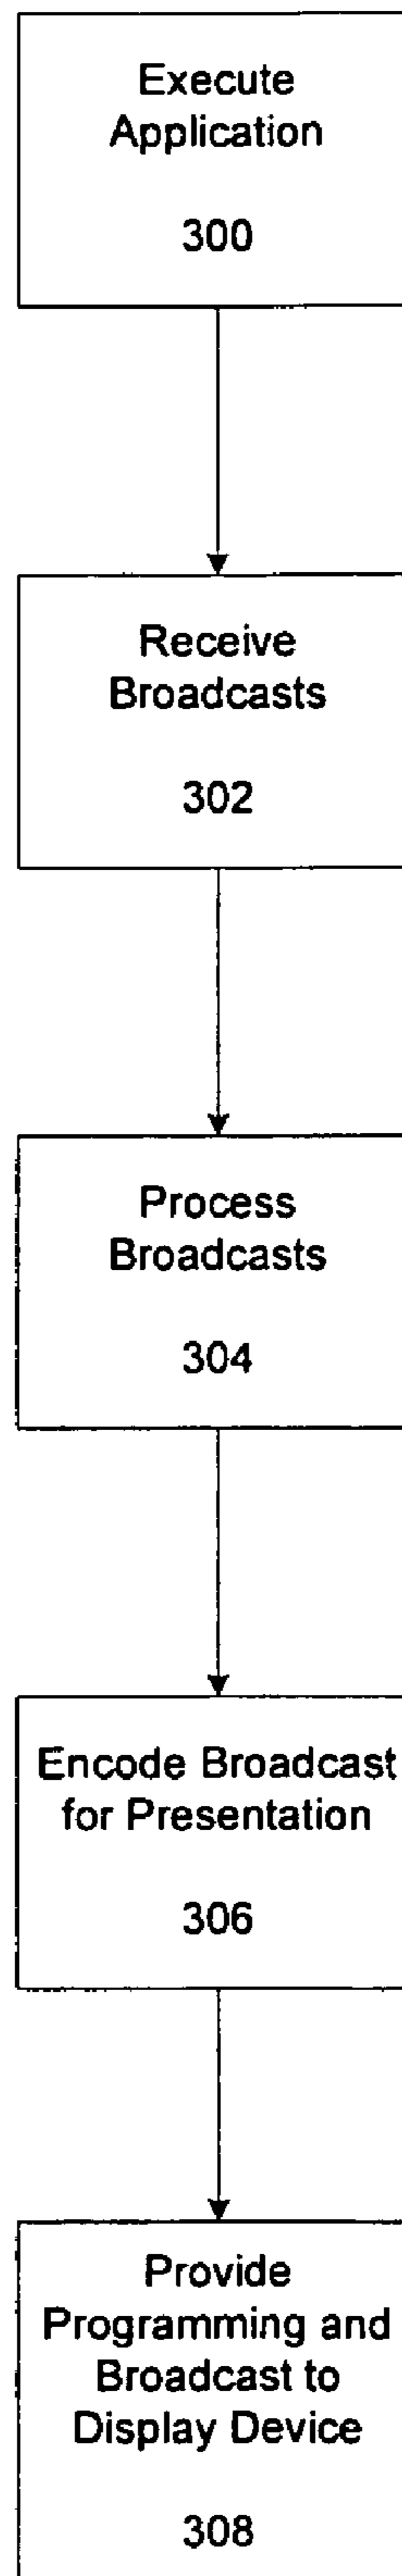 Execute
Application
300
Receive
Broadcasts
302
Process
Broadcasts
304
Encode Broadcast
for Presentation
306
Provide
Programming and
Broadcast to
Display Device
308